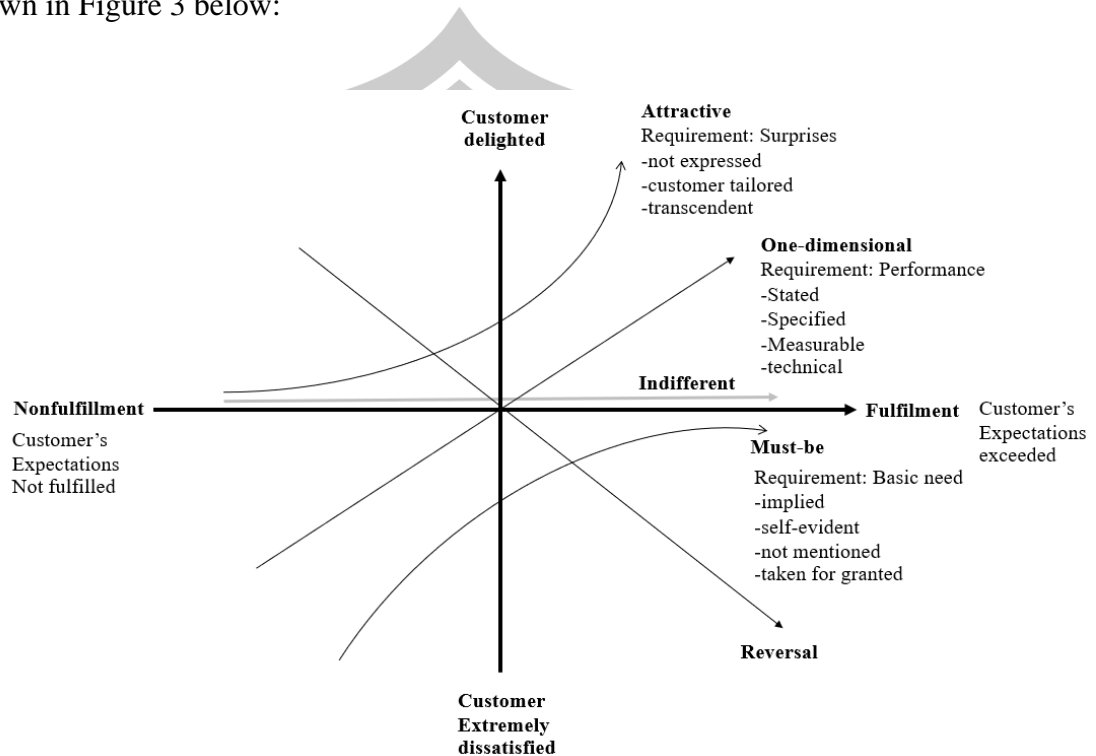 wn in Figure 3 below:
Customer
delighted
Attractive
Requirement: Surprises
-not expressed
-customer tailored
-transcendent
One-dimensional
Requirement: Performance
-Stated
-Specified
-Measurable
-technical
Indifferent
Nonfulfillment
Customer's
Expectations
Not fulfilled
Fulfilment
Customer's
Expectations
exceeded
Must-be
Requirement: Basic need
-implied
-self-evident
-not mentioned
-taken for granted
Reversal
Customer
Extremely
dissatisfied